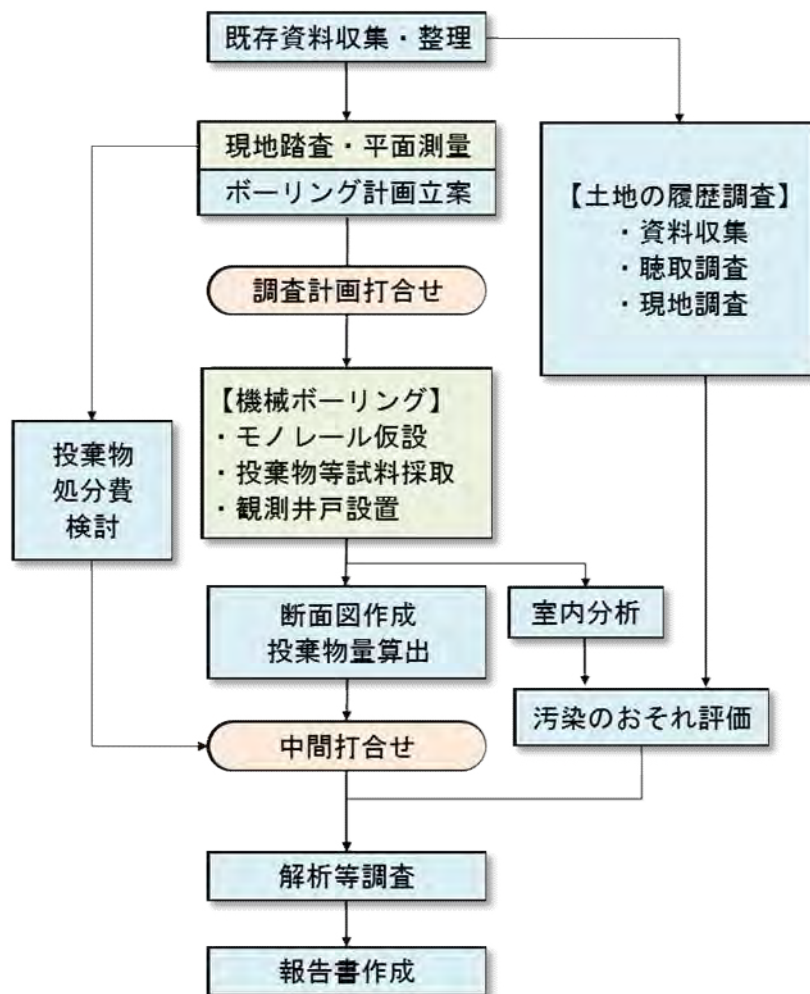 既存資料収集・整理
現地踏査・平面測量
ボーリング計画立案
【土地の履歴調査】
・資料収集
・聴取調査
・現地調査
調査計画打合せ
【機械ボーリング】
・モノレール仮設
・投棄物等試料採取
・観測井戸設置
投棄物
処分費
検討
断面図作成
投棄物量算出
室内分析
汚染のおそれ評価
中間打合せ
解析等調査
報告書作成